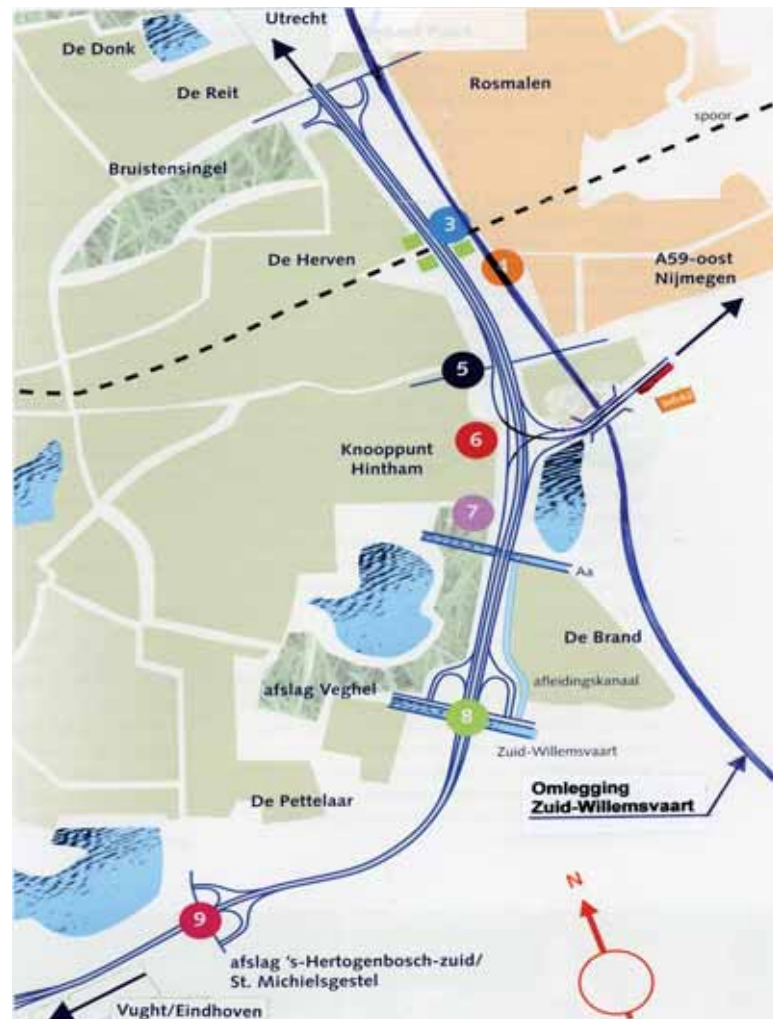 Utrecht
De Donk
De Reit
Rosmalen
spoor
Bruistensingel
3
De Herven
4
A59-oost
Nijmegen
5
6
Knooppunt
Hintham
7
Aa
De Brand
afslag Veghel
afleidingskanaal
8
Zuid-Willemsvaart
Omlegging
Zuid-Willemsvaart
De Pettelaar
N
9
afslag 's-Hertogenbosch-zuid/
St. Michielsgestel
Vught/Eindhoven